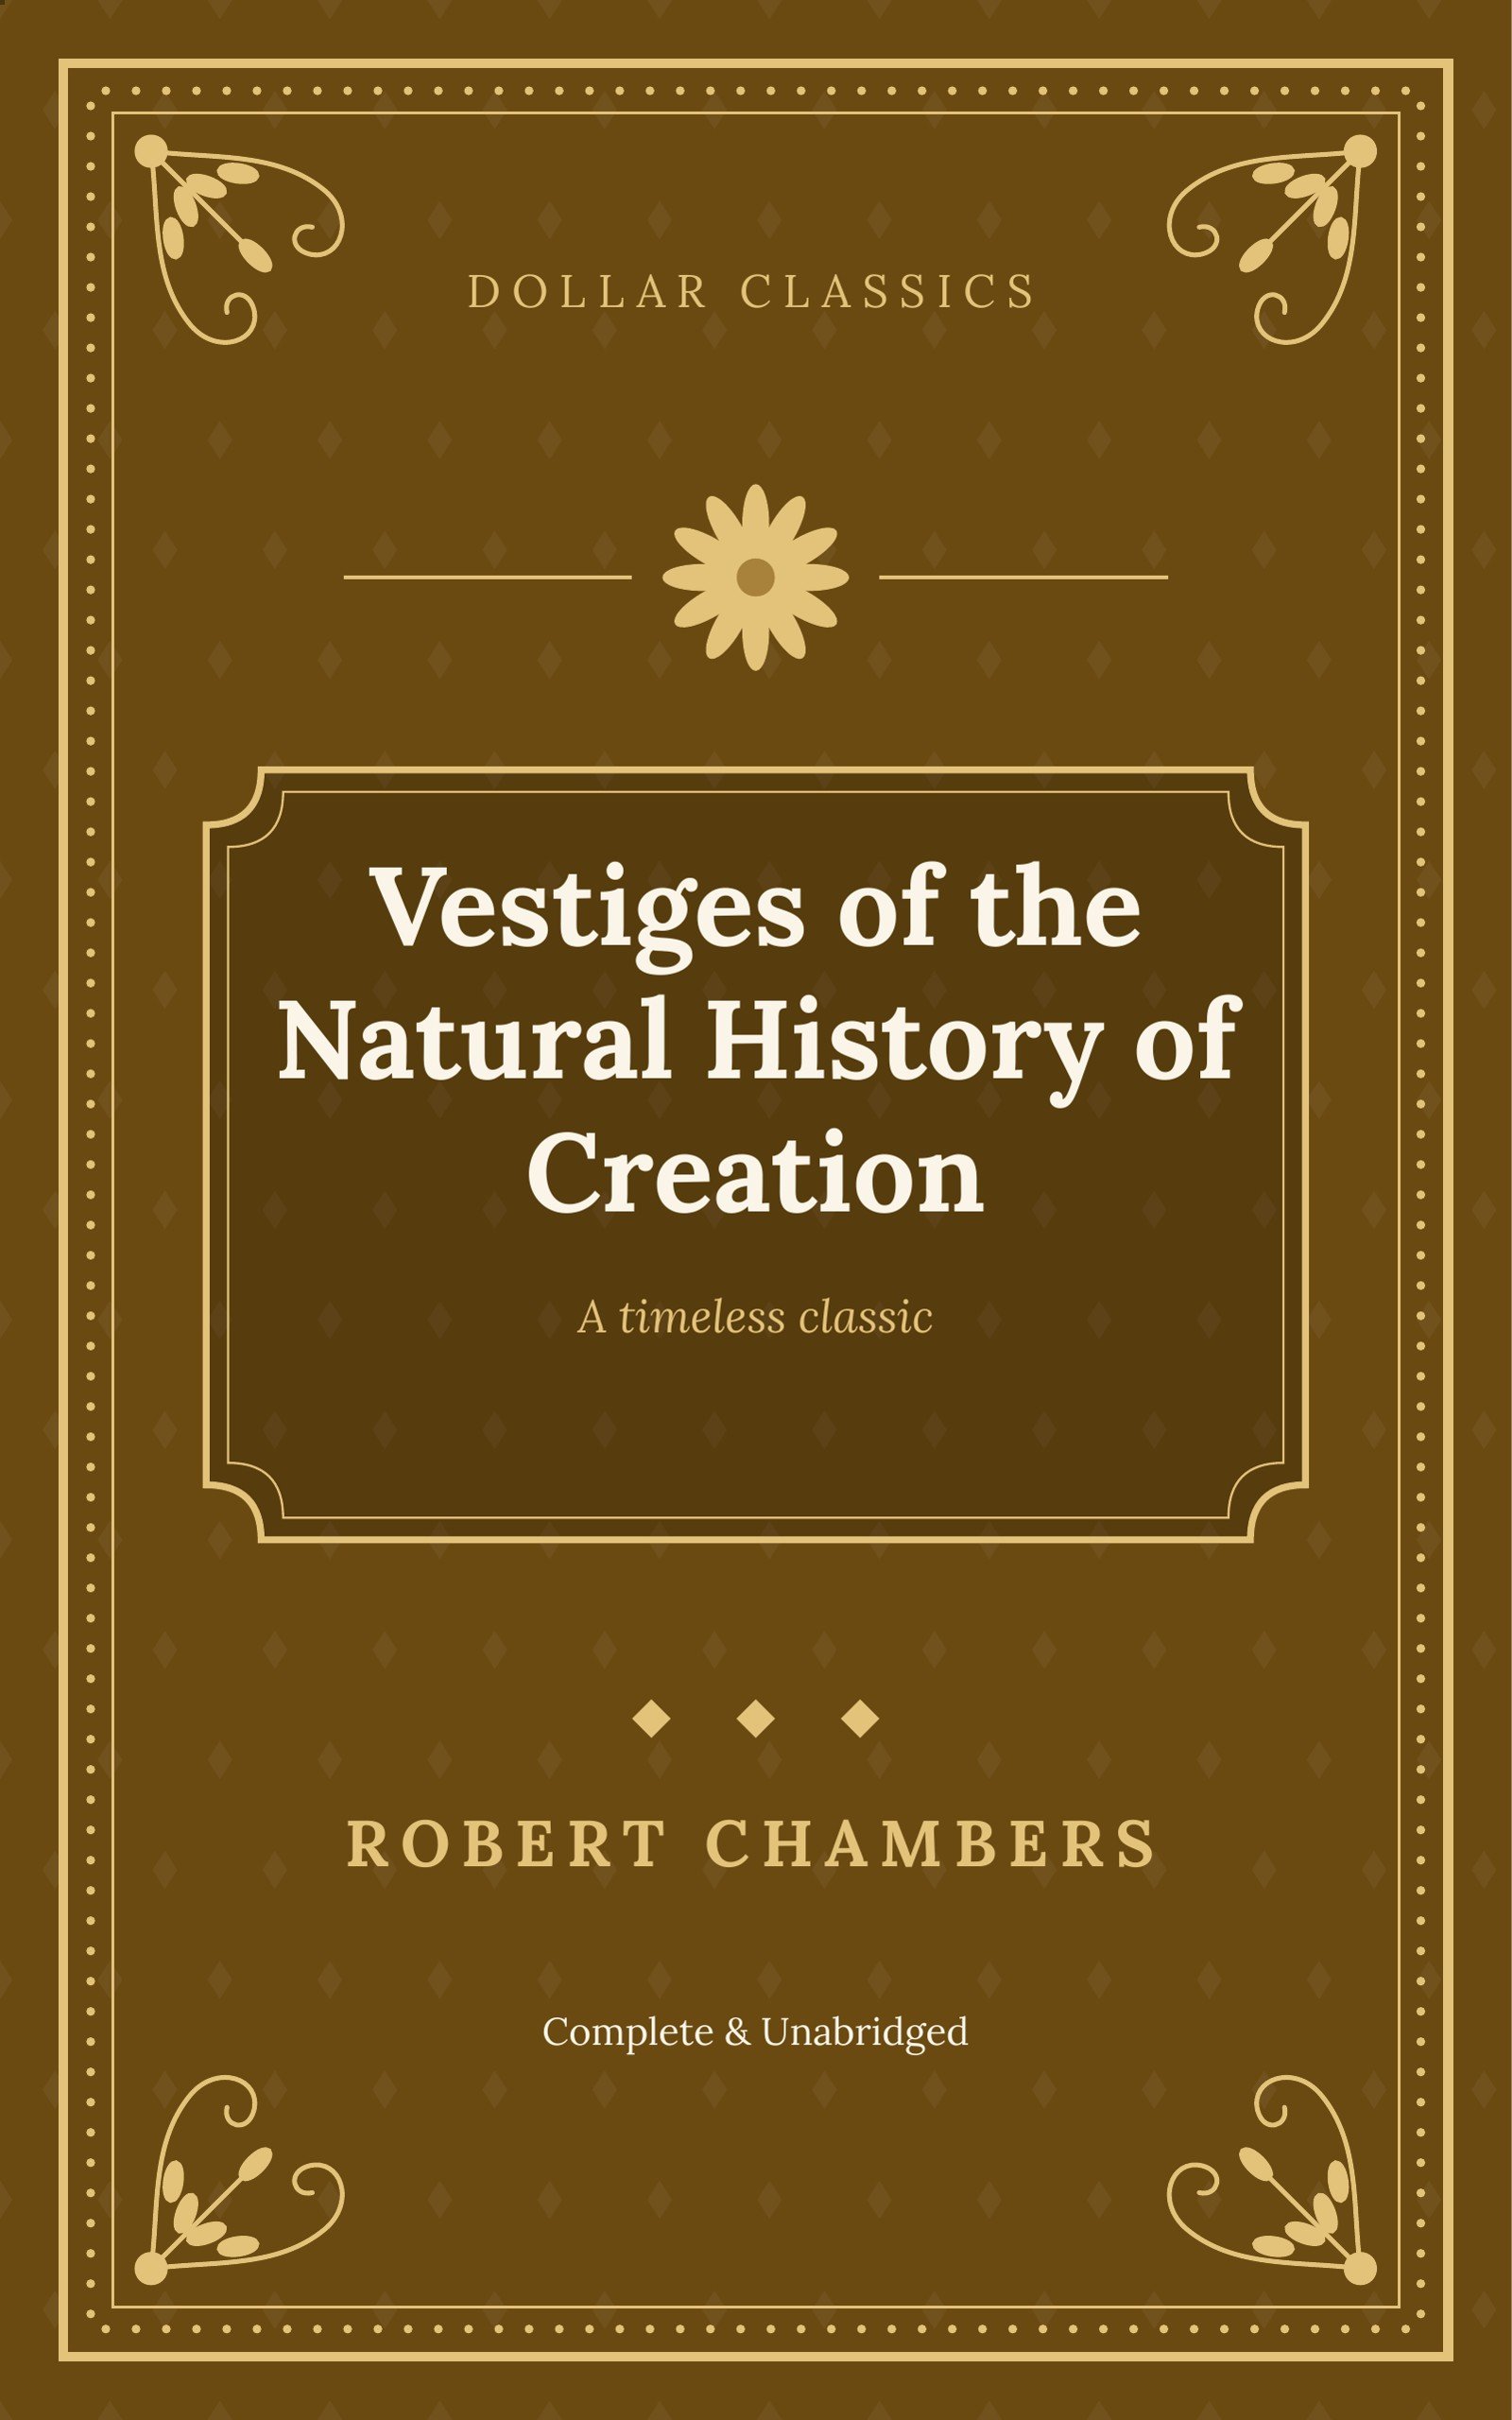 DOLLAR CLASSICS
Vestiges of the
Natural History of
Creation
A timeless classic
ROBERT CHAMBERS
Complete & Unabridged